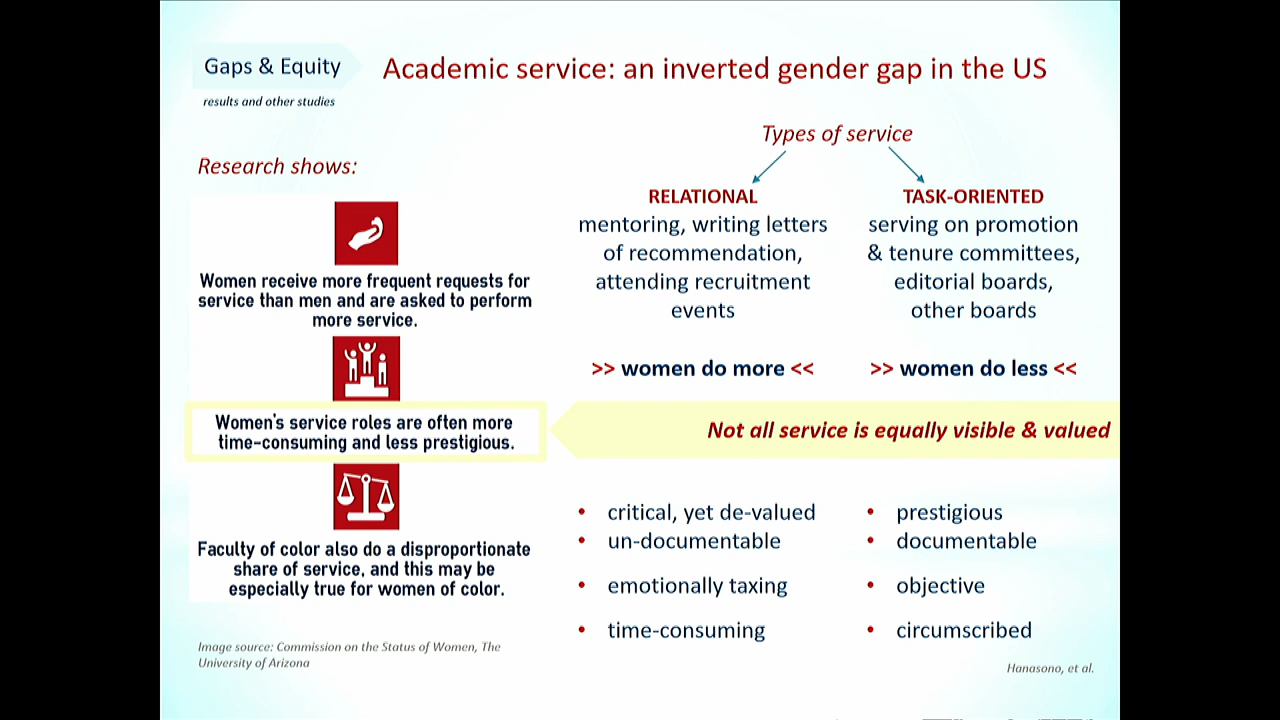 Gaps & Equity
results and other studies
Academic service: an inverted gender gap in the US
Research shows:
Women receive more frequent requests for
service than men and are asked to perform
more service.
Women's service roles are often more
time-consuming and less prestigious.
Faculty of color also do a disproportionate
share of service, and this may be
especially true for women of color.
Image source: Commission on the Status of Women, The
University of Arizona
Types of service
RELATIONAL
mentoring, writing letters
of recommendation,
attending recruitment
events
>> women do more <<
TASK-ORIENTED
serving on promotion
& tenure committees,
editorial boards,
other boards
>> women do less <<
Not all service is equally visible & valued
• critical, yet de-valued
• un-documentable
• emotionally taxing
• time-consuming
• prestigious
• documentable
• objective
• circumscribed
Hanasono, et al.